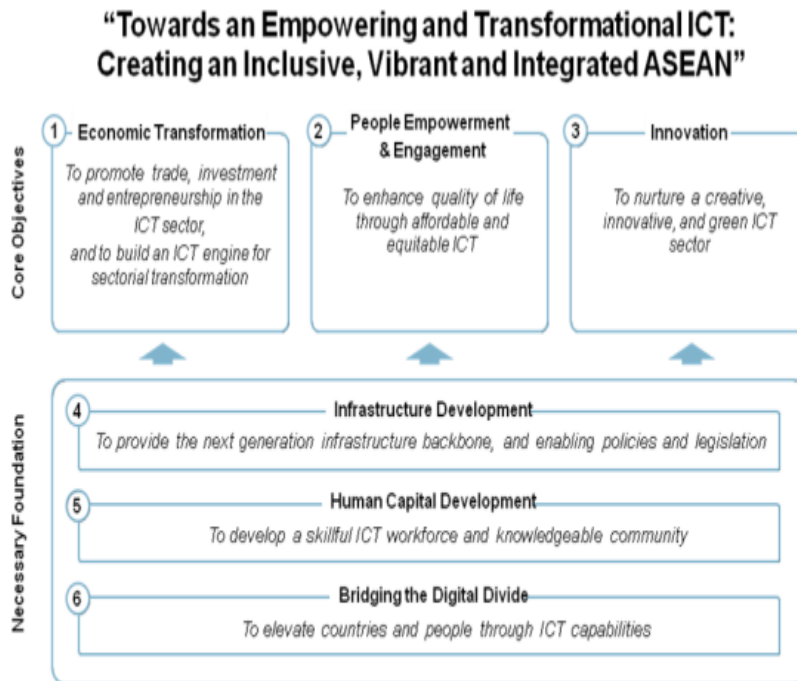 “Towards an Empowering and Transformational ICT:
Creating an Inclusive, Vibrant and Integrated ASEAN”
Core Objectives
1
Economic Transformation
To promote trade, investment
and entrepreneurship in the
ICT sector,
and to build an ICT engine for
sectorial transformation
2
People Empowerment
& Engagement
To enhance quality of life
through affordable and
equitable ICT
3
Innovation
To nurture a creative,
innovative, and green ICT
sector
Necessary Foundation
4
Infrastructure Development
To provide the next generation infrastructure backbone, and enabling policies and legislation
5
Human Capital Development
To develop a skillful ICT workforce and knowledgeable community
6
Bridging the Digital Divide
To elevate countries and people through ICT capabilities